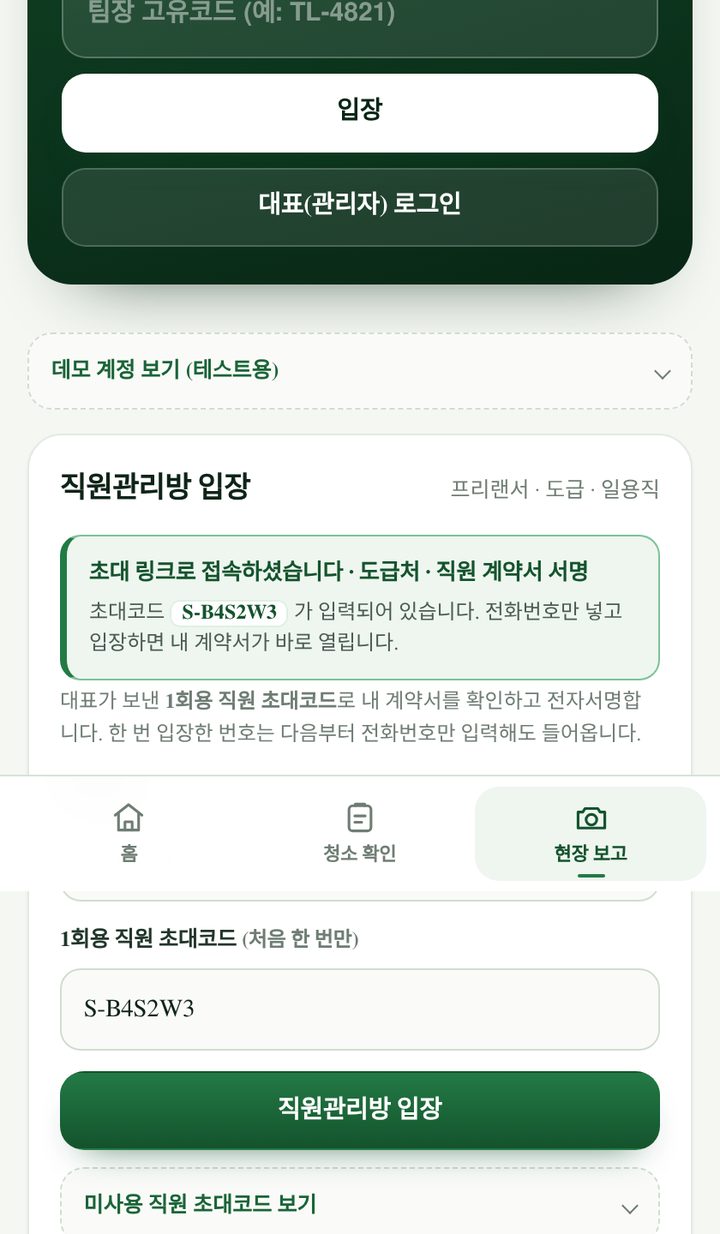 팀장 고유코드 (예: TL-4821)
입장
대표(관리자) 로그인
데모 계정 보기 (테스트용)
직원관리방 입장
프리랜서 · 도급 · 일용직
초대 링크로 접속하셨습니다 · 도급처 · 직원 계약서 서명
초대코드 S-B4S2W3 가 입력되어 있습니다. 전화번호만 넣고
입장하면 내 계약서가 바로 열립니다.
대표가 보낸 1회용 직원 초대코드로 내 계약서를 확인하고 전자서명합
니다. 한 번 입장한 번호는 다음부터 전화번호만 입력해도 들어옵니다.
홈
청소 확인
현장 보고
1회용 직원 초대코드 (처음 한 번만)
S-B4S2W3
직원관리방 입장
미사용 직원 초대코드 보기